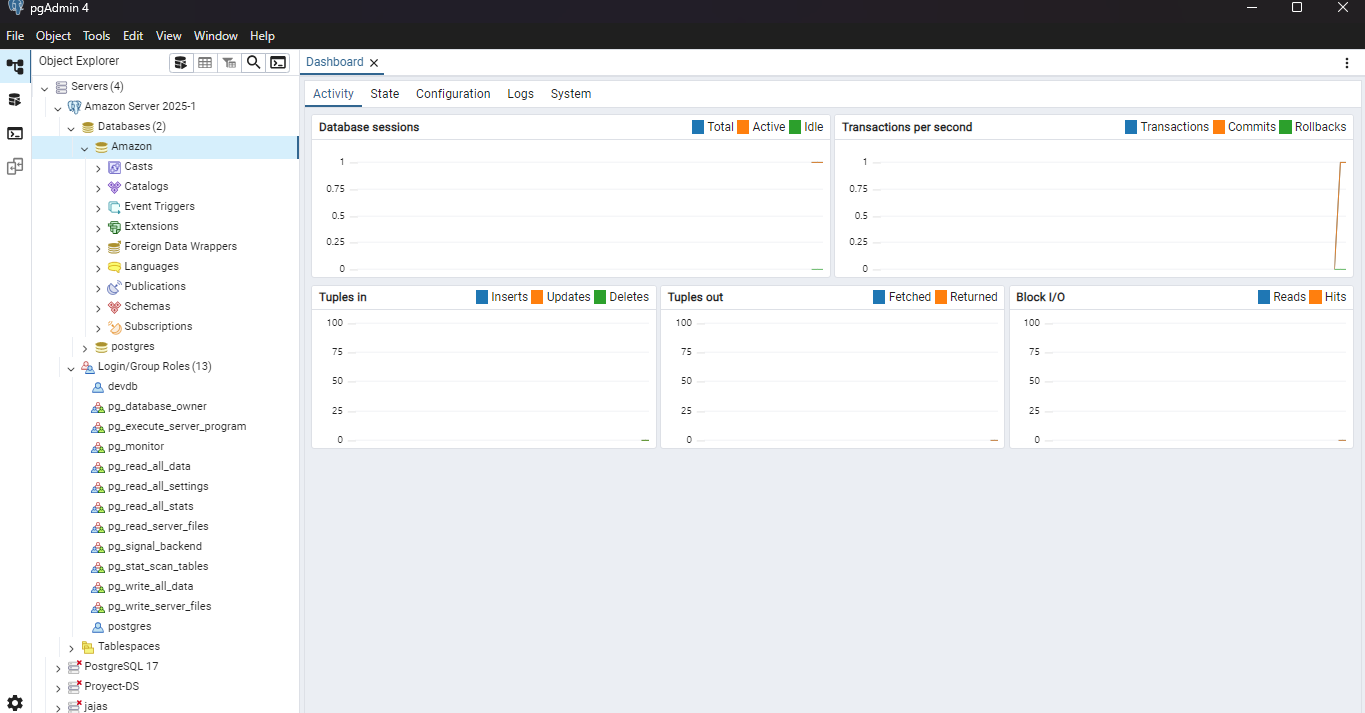 pgAdmin 4
File Object Tools Edit View Window Help
Object Explorer
Servers (4)
Amazon Server 2025-1
Databases (2)
Amazon
Casts
Catalogs
Event Triggers
Extensions
Foreign Data Wrappers
Languages
Publications
Schemas
Subscriptions
postgres
Login/Group Roles (13)
devdb
pg_database_owner
pg_execute_server_program
pg_monitor
pg_read_all_data
pg_read_all_settings
pg_read_all_stats
pg_read_server_files
pg_signal_backend
pg_stat_scan_tables
pg_write_all_data
pg_write_server_files
postgres
Tablespaces
PostgreSQL 17
Proyect-DS
jajas
Dashboard
Activity State Configuration Logs System
Database sessions Total Active Idle
1
0.75
0.5
0.25
0
Transactions per second Transactions Commits Rollbacks
1
0.75
0.5
0.25
0
Tuples in Inserts Updates Deletes
100
75
50
25
0
Tuples out Fetched Returned
100
75
50
25
0
Block I/O Reads Hits
100
75
50
25
0